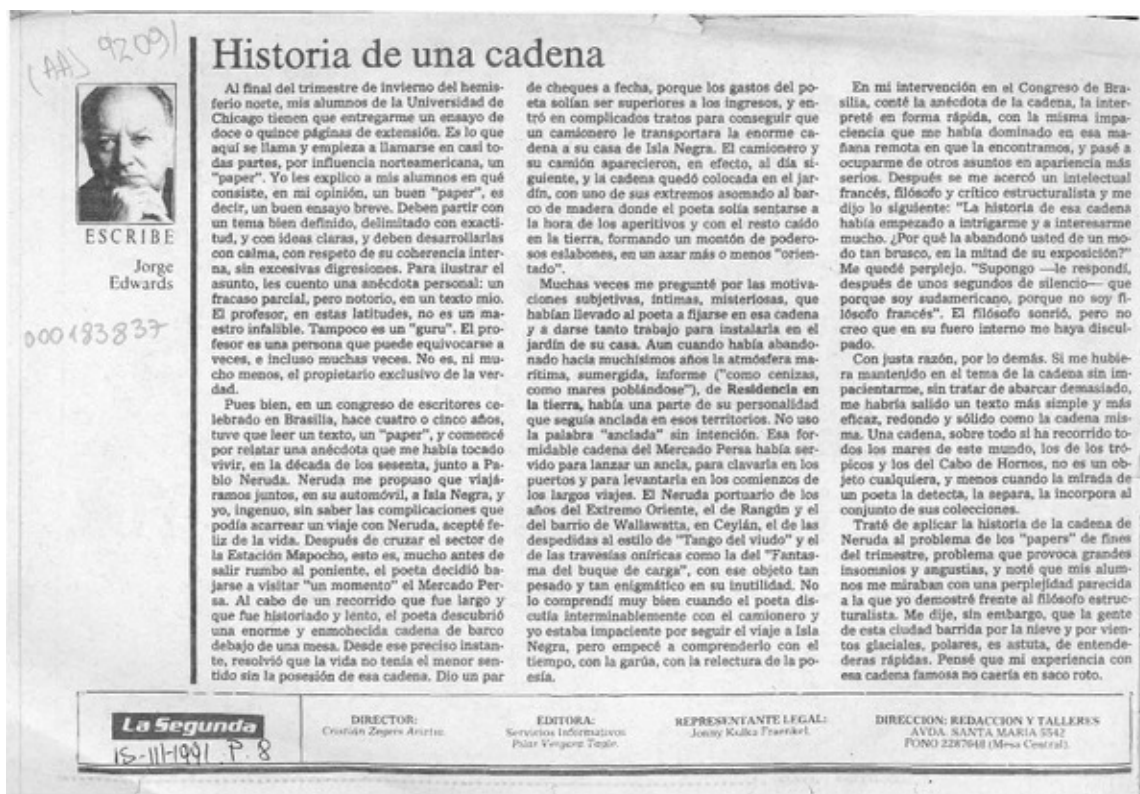 (AAJ 9209)
Historia de una cadena
ESCRIBE
Jorge
Edwards
000183837
Al final del trimestre de invierno del hemis-
ferio norte, mis alumnos de la Universidad de
Chicago tienen que entregarme un ensayo de
doce o quince páginas de extensión. Es lo que
aquí se llama y empieza a llamarse en casi to-
das partes, por influencia norteamericana, un
"paper". Yo les explico a mis alumnos en qué
consiste, en mi opinión, un buen "paper", es
decir, un buen ensayo breve. Deben partir con
un tema bien definido, delimitado con exacti-
tud, y con ideas claras, y deben desarrollarlas
con calma, con respeto de su coherencia inter-
na, sin excesivas digresiones. Para ilustrar el
asunto, les cuento una anécdota personal: un
fracaso parcial, pero notorio, en un texto mío.
El profesor, en estas latitudes, no es un ma-
estro infalible. Tampoco es un "guru". El pro-
fesor es una persona que puede equivocarse a
veces, e incluso muchas veces. No es, ni mu-
cho menos, el propietario exclusivo de la ver-
dad.
Pues bien, en un congreso de escritores ce-
lebrado en Brasilia, hace cuatro o cinco años,
tuve que leer un texto, un "paper", y comencé
por relatar una anécdota que me había tocado
vivir, en la década de los sesenta, junto a Pa-
blo Neruda. Neruda me propuso que viajá-
ramos juntos, en su automóvil, a Isla Negra, y
yo, ingenuo, sin saber las complicaciones que
podía acarrear un viaje con Neruda, acepté fe-
liz de la vida. Después de cruzar el sector de
la Estación Mapocho, esto es, mucho antes de
salir rumbo al poniente, el poeta decidió ba-
jarse a visitar "un momento" el Mercado Per-
sa. Al cabo de un recorrido que fue largo y
que fue historiado y lento, el poeta descubrió
una enorme y enmohecida cadena de barco
debajo de una mesa. Desde ese preciso instan-
te, resolvió que la vida no tenía el menor sen-
tido sin la posesión de esa cadena. Dio un par
de cheques a fecha, porque los gastos del po-
eta solían ser superiores a los ingresos, y en-
tró en complicados tratos para conseguir que
un camionero le transportara la enorme ca-
dena a su casa de Isla Negra. El camionero y
su camión aparecieron, en efecto, al día si-
guiente, y la cadena quedó colocada en el jar-
dín, con uno de sus extremos asomado al bar-
co de madera donde el poeta solía sentarse a
la hora de los aperitivos y con el resto caído
en la tierra, formando un montón de podero-
sos eslabones, en un azar más o menos "orien-
tado".
Muchas veces me pregunté por las motiva-
ciones subjetivas, íntimas, misteriosas, que
habían llevado al poeta a fijarse en esa cadena
y a darse tanto trabajo para instalarla en el
jardín de su casa. Aun cuando había abando-
nado hacía muchísimos años la atmósfera ma-
rítima, sumergida, informe ("como cenizas,
como mares poblándose"), de Residencia en
la tierra, había una parte de su personalidad
que seguía anclada en esos territorios. No uso
la palabra "anclada" sin intención. Esa for-
midable cadena del Mercado Persa había ser-
vido para lanzar un ancla, para clavarla en los
puertos y para levantarla en los comienzos de
los largos viajes. El Neruda portuario de los
años del Extremo Oriente, el de Rangún y el
del barrio de Wallawatta, en Ceylán, el de las
despedidas al estilo de "Tango del viudo" y el
de las travesías oníricas como la del "Fantas-
ma del buque de carga", con ese objeto tan
pesado y tan enigmático en su inutilidad. No
lo comprendí muy bien cuando el poeta dis-
cutía interminablemente con el camionero y
yo estaba impaciente por seguir el viaje a Isla
Negra, pero empecé a comprenderlo con el
tiempo, con la garúa, con la relectura de la po-
esía.
En mi intervención en el Congreso de Bra-
silia, conté la anécdota de la cadena, la inter-
preté en forma rápida, con la misma impa-
ciencia que me había dominado en esa ma-
ñana remota en que la encontramos, y pasé a
ocuparme de otros asuntos en apariencia más
serios. Después se me acercó un intelectual
francés, filósofo y crítico estructuralista y me
dijo lo siguiente: "La historia de esa cadena
había empezado a intrigarme y a interesarme
mucho. ¿Por qué la abandonó usted de un mo-
do tan brusco, en la mitad de su exposición?"
Me quedé perplejo. "Supongo —le respondí,
después de unos segundos de silencio— que
porque soy sudamericano, porque no soy fi-
lósofo francés". El filósofo sonrió, pero no
creo que en su fuero interno me haya discul-
pado.
Con justa razón, por lo demás. Si me hubie-
ra mantenido en el tema de la cadena sin im-
pacientarme, sin tratar de abarcar demasiado,
me habría salido un texto más simple y más
eficaz, redondo y sólido como la cadena mis-
ma. Una cadena, sobre todo si ha recorrido to-
dos los mares de este mundo, los de los tró-
picos y los del Cabo de Hornos, no es un ob-
jeto cualquiera, y menos cuando la mirada de
un poeta la detecta, la separa, la incorpora al
conjunto de sus colecciones.
Traté de aplicar la historia de la cadena de
Neruda al problema de los "papers" de fines
del trimestre, problema que provoca grandes
insomnios y angustias, y noté que mis alum-
nos me miraban con una perplejidad parecida
a la que yo demostré frente al filósofo estruc-
turalista. Me dije, sin embargo, que la gente
de esta ciudad barrida por la nieve y por vien-
tos glaciales, polares, es astuta, de entende-
deras rápidas. Pensé que mi experiencia con
esa cadena famosa no caería en saco roto.
La Segunda
15-III-1991. P. 8
DIRECTOR:
Cristián Zegers Ariztía.
EDITORA:
Servicios Informativos
Pilar Vergara Tagle.
REPRESENTANTE LEGAL:
Jonny Kulka Fraenkel.
DIRECCION: REDACCION Y TALLERES
AVDA. SANTA MARIA 5542
FONO 2287048 (Mesa Central).